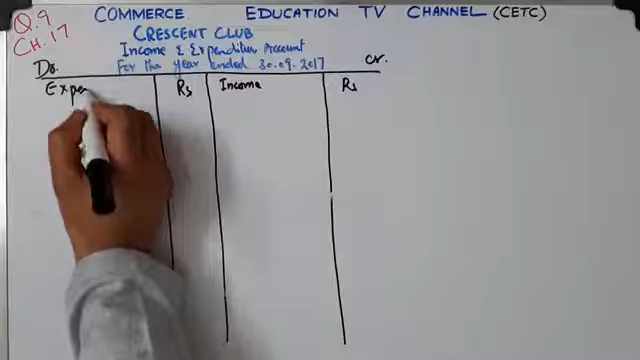 Q.9
CH.17
COMMERCE EDUCATION TV CHANNEL (CETC)
CRESCENT CLUB
Income & Expenditure Account
For the year ended 30.09.2017
Dr. Cr.
Expe Rs Income Rs